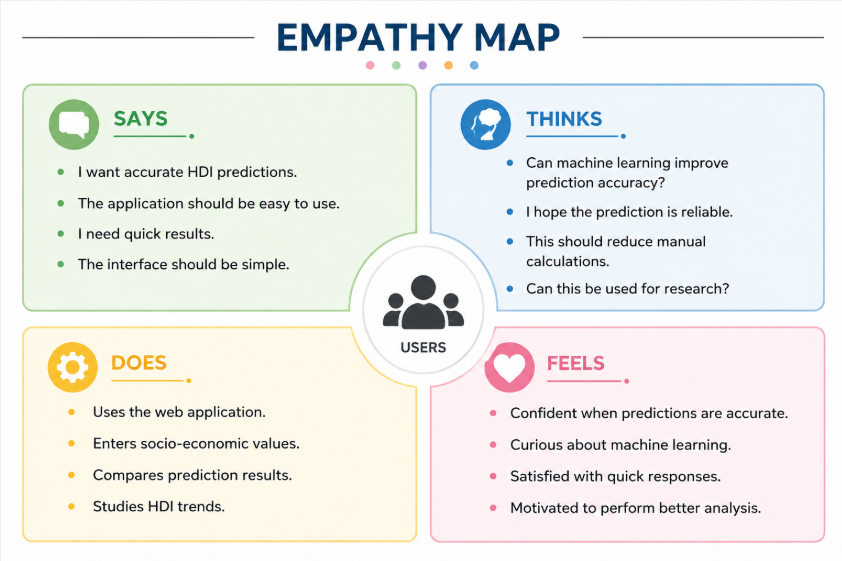 EMPATHY MAP
SAYS
I want accurate HDI predictions.
The application should be easy to use.
I need quick results.
The interface should be simple.
THINKS
Can machine learning improve
prediction accuracy?
I hope the prediction is reliable.
This should reduce manual
calculations.
Can this be used for research?
USERS
DOES
Uses the web application.
Enters socio-economic values.
Compares prediction results.
Studies HDI trends.
FEELS
Confident when predictions are accurate.
Curious about machine learning.
Satisfied with quick responses.
Motivated to perform better analysis.